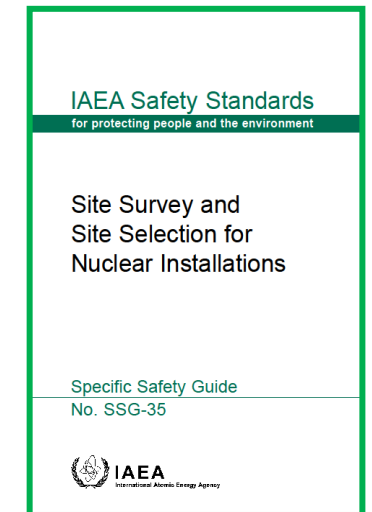 IAEA Safety Standards
for protecting people and the environment
Site Survey and
Site Selection for
Nuclear Installations
Specific Safety Guide
No. SSG-35
IAEA
International Atomic Energy Agency